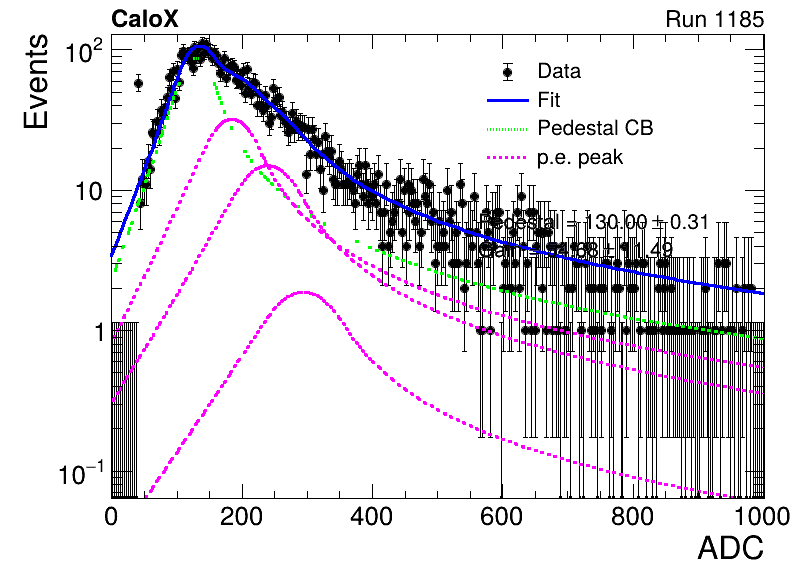 CaloX Run 1185
Events
10²
10
1
10⁻¹
Data
Fit
Pedestal CB
p.e. peak
Pedestal = 130.00 ± 0.31
Gain
0 200 400 600 800 1000
ADC